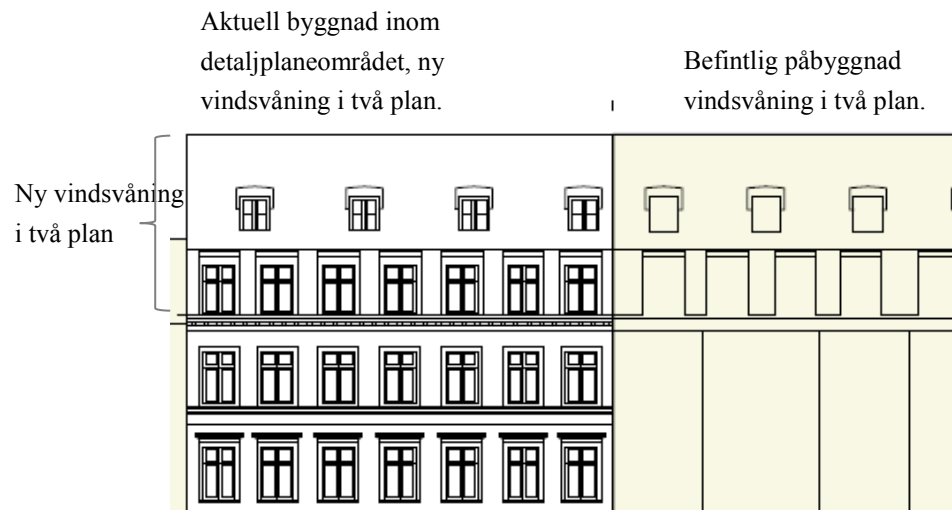 Aktuell byggnad inom
detaljplaneområdet, ny
vindsvåning i två plan.
Befintlig påbyggnad
vindsvåning i två plan.
Ny vindsvåning
i två plan